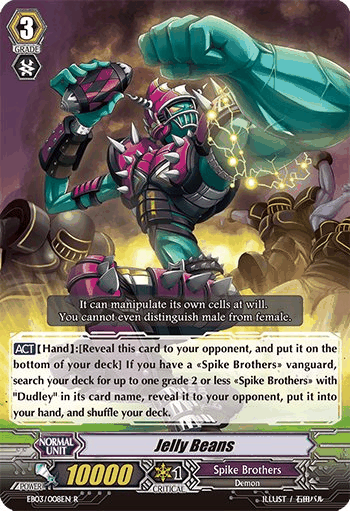 3
GRADE
It can manipulate its own cells at will.
You cannot even distinguish male from female.
ACT【Hand】:[Reveal this card to your opponent, and put it on the
bottom of your deck] If you have a «Spike Brothers» vanguard,
search your deck for up to one grade 2 or less «Spike Brothers» with
"Dudley" in its card name, reveal it to your opponent, put it into
your hand, and shuffle your deck.
NORMAL
UNIT
Jelly Beans
POWER
10000
1
CRITICAL
Spike Brothers
Demon
EB03/008EN R
ILLUST / 石田バル